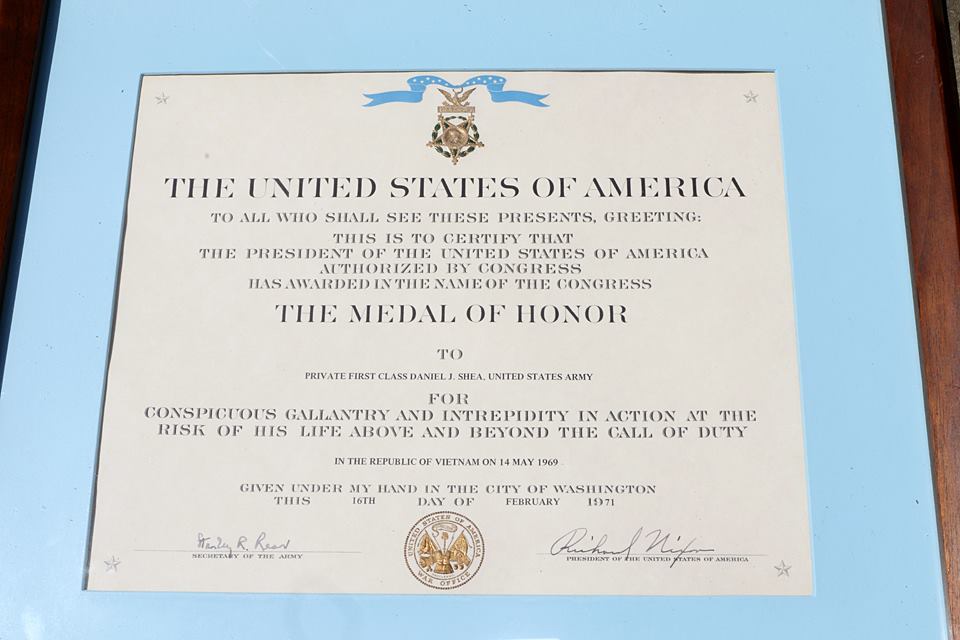 THE UNITED STATES OF AMERICA
TO ALL WHO SHALL SEE THESE PRESENTS, GREETING:
THIS IS TO CERTIFY THAT
THE PRESIDENT OF THE UNITED STATES OF AMERICA
AUTHORIZED BY CONGRESS
HAS AWARDED IN THE NAME OF THE CONGRESS
THE MEDAL OF HONOR
TO
PRIVATE FIRST CLASS DANIEL J. SHEA, UNITED STATES ARMY
FOR
CONSPICUOUS GALLANTRY AND INTREPIDITY IN ACTION AT THE
RISK OF HIS LIFE ABOVE AND BEYOND THE CALL OF DUTY
IN THE REPUBLIC OF VIETNAM ON 14 MAY 1969
GIVEN UNDER MY HAND IN THE CITY OF WASHINGTON
THIS 16TH DAY OF FEBRUARY 1971
Stanley R. Resor
SECRETARY OF THE ARMY
UNITED STATES OF AMERICA
WAR OFFICE
Richard Nixon
PRESIDENT OF THE UNITED STATES OF AMERICA